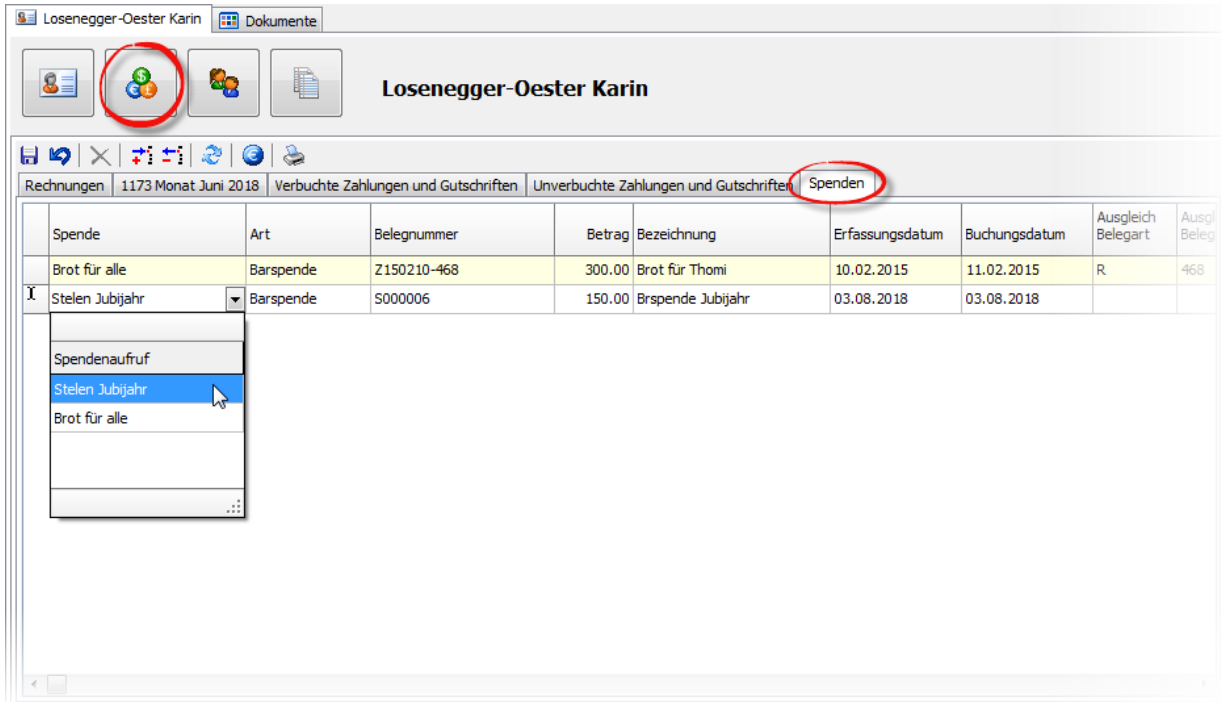 Losenegger-Oester Karin Dokumente
Losenegger-Oester Karin
Rechnungen 1173 Monat Juni 2018 Verbuchte Zahlungen und Gutschriften Unverbuchte Zahlungen und Gutschriften Spenden
Spende Art Belegnummer Betrag Bezeichnung Erfassungsdatum Buchungsdatum Ausgleich Belegart Ausgl Beleg
Brot für alle Barspende Z150210-468 300.00 Brot für Thomi 10.02.2015 11.02.2015 R 468
Stelen Jubijahr Barspende S000006 150.00 Brspende Jubijahr 03.08.2018 03.08.2018
Spendenaufruf
Stelen Jubijahr
Brot für alle